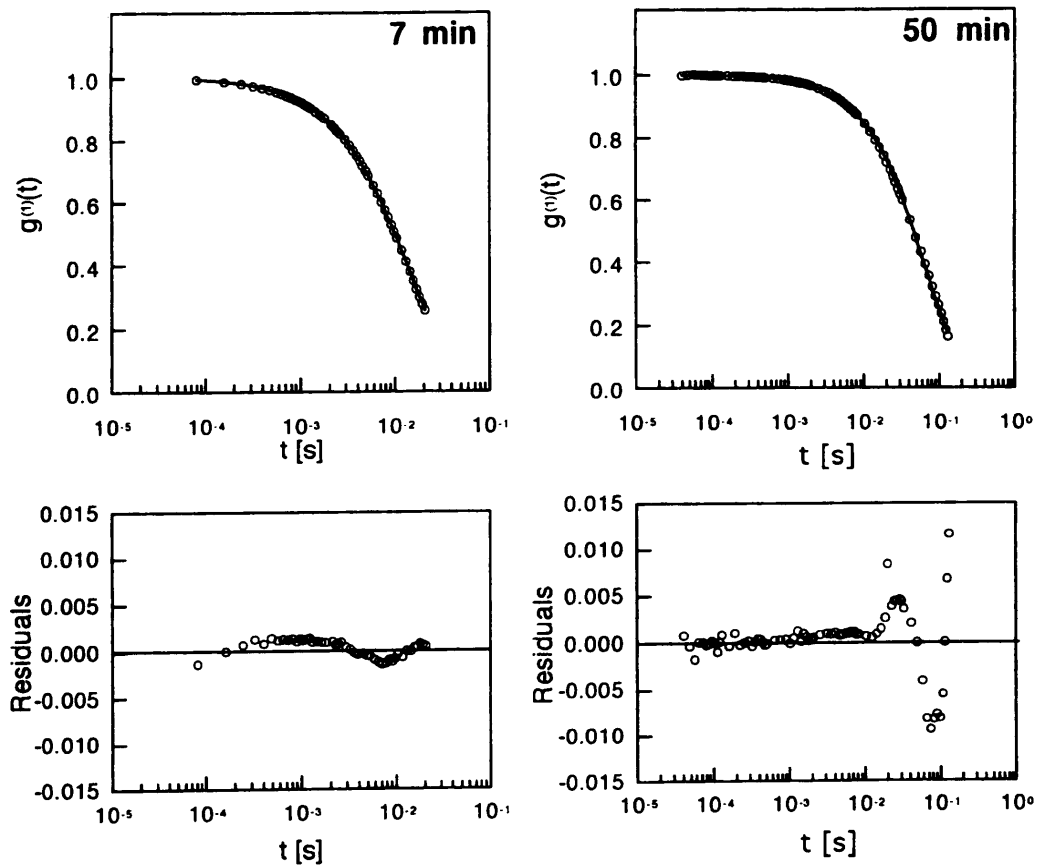 7 min
1.0
0.8
0.6
0.4
0.2
0.0
g⁽¹⁾(t)
10⁻⁵ 10⁻⁴ 10⁻³ 10⁻² 10⁻¹
t [s]
50 min
1.0
0.8
0.6
0.4
0.2
0.0
g⁽¹⁾(t)
10⁻⁵ 10⁻⁴ 10⁻³ 10⁻² 10⁻¹ 10⁰
t [s]
0.015
0.010
0.005
0.000
-0.005
-0.010
-0.015
Residuals
10⁻⁵ 10⁻⁴ 10⁻³ 10⁻² 10⁻¹
t [s]
0.015
0.010
0.005
0.000
-0.005
-0.010
-0.015
Residuals
10⁻⁵ 10⁻⁴ 10⁻³ 10⁻² 10⁻¹ 10⁰
t [s]